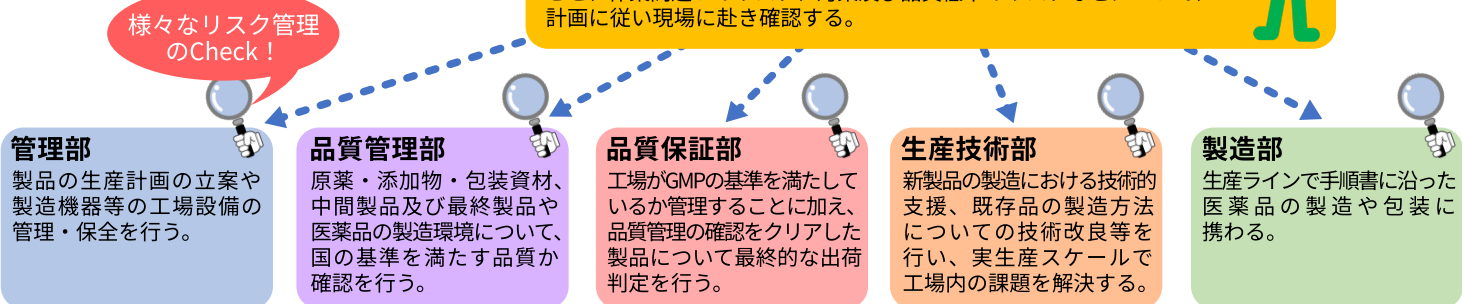 計画に従い現場に赴き確認する。
様々なリスク管理
のCheck！
管理部
製品の生産計画の立案や
製造機器等の工場設備の
管理・保全を行う。
品質管理部
原薬・添加物・包装資材、
中間製品及び最終製品や
医薬品の製造環境について、
国の基準を満たす品質か
確認を行う。
品質保証部
工場がGMPの基準を満たして
いるか管理することに加え、
品質管理の確認をクリアした
製品について最終的な出荷
判定を行う。
生産技術部
新製品の製造における技術的
支援、既存品の製造方法
についての技術改良等を
行い、実生産スケールで
工場内の課題を解決する。
製造部
生産ラインで手順書に沿った
医薬品の製造や包装に
携わる。